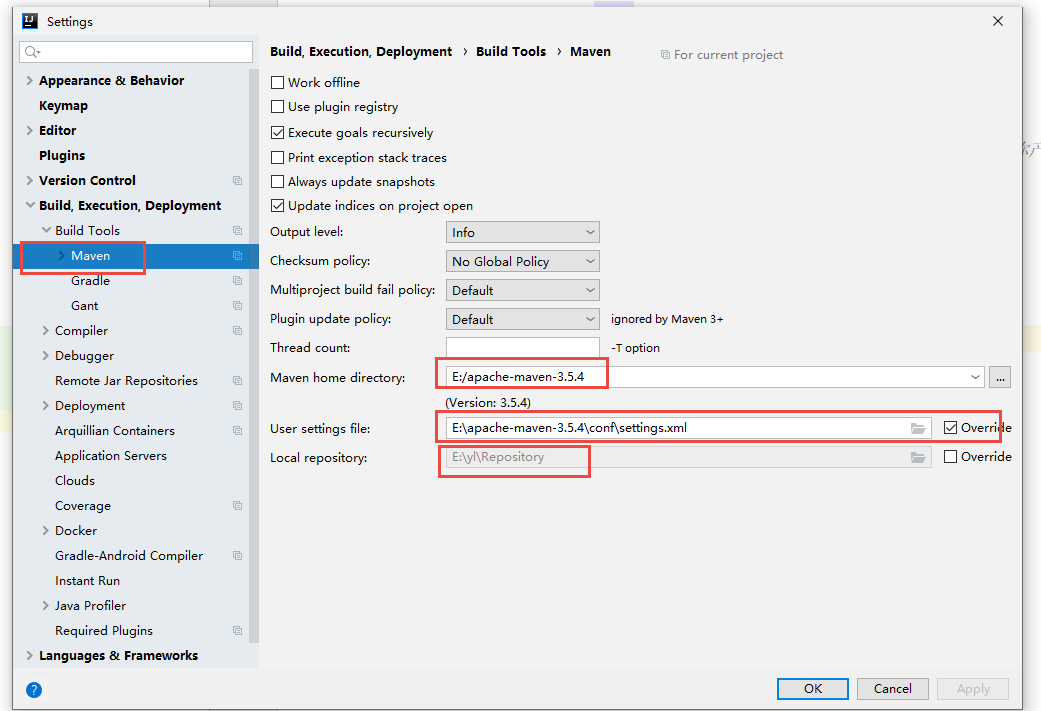 Settings
Build, Execution, Deployment › Build Tools › Maven
For current project
Appearance & Behavior
Keymap
Editor
Plugins
Version Control
Build, Execution, Deployment
Build Tools
Maven
Gradle
Gant
Compiler
Debugger
Remote Jar Repositories
Deployment
Arquillian Containers
Application Servers
Clouds
Coverage
Docker
Gradle-Android Compiler
Instant Run
Java Profiler
Required Plugins
Languages & Frameworks
Work offline
Use plugin registry
Execute goals recursively
Print exception stack traces
Always update snapshots
Update indices on project open
Output level: Info
Checksum policy: No Global Policy
Multiproject build fail policy: Default
Plugin update policy: Default ignored by Maven 3+
Thread count: -T option
Maven home directory: E:/apache-maven-3.5.4 ...
(Version: 3.5.4)
User settings file: E:\apache-maven-3.5.4\conf\settings.xml Override
Local repository: E:\yl\Repository Override
?
OK Cancel Apply